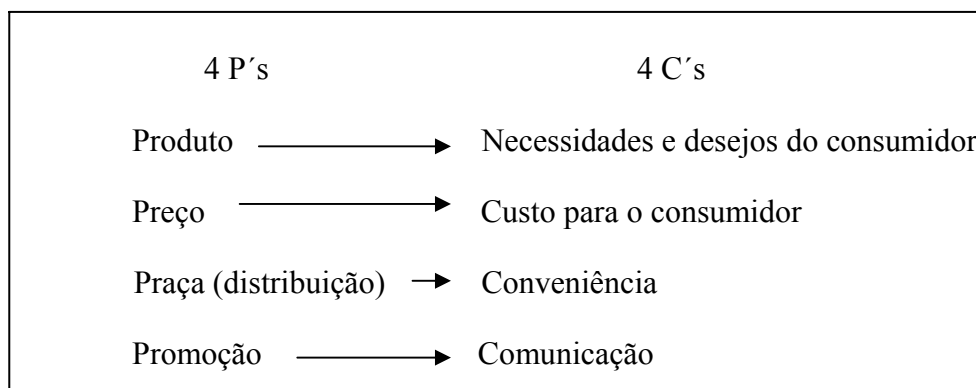 4 P´s 4 C´s
Produto Necessidades e desejos do consumidor
Preço Custo para o consumidor
Praça (distribuição) Conveniência
Promoção Comunicação